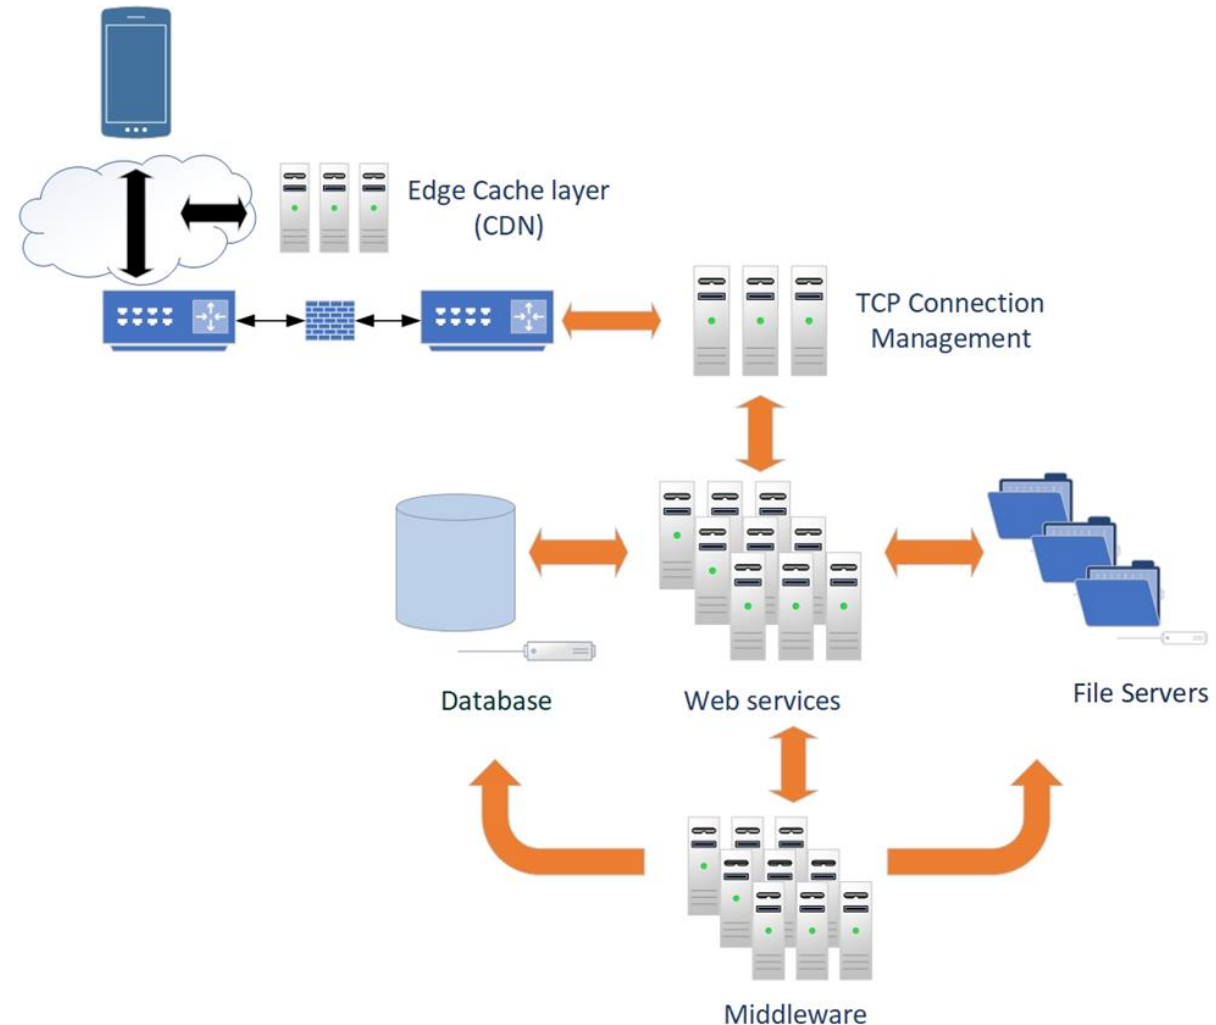 Edge Cache layer
(CDN)
TCP Connection
Management
Database
Web services
File Servers
Middleware